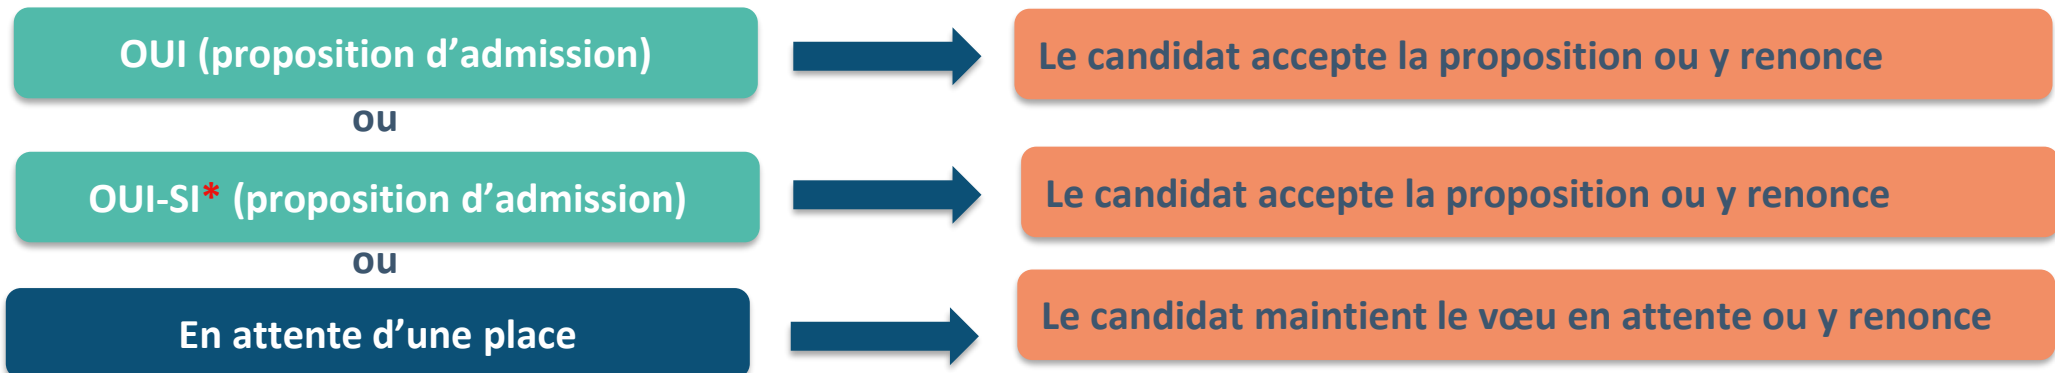 OUI (proposition d’admission)
Le candidat accepte la proposition ou y renonce
ou
OUI-SI* (proposition d’admission)
Le candidat accepte la proposition ou y renonce
ou
En attente d’une place
Le candidat maintient le vœu en attente ou y renonce